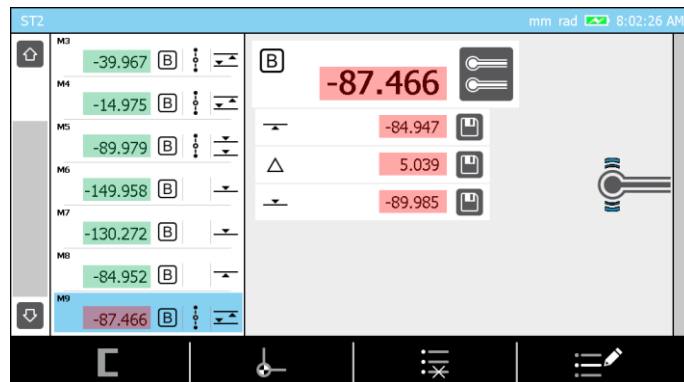 ST2 mm rad 8:02:26 AM
M3
-39.967 B
M4
-14.975 B
M5
-89.979 B
M6
-149.958 B
M7
-130.272 B
M8
-84.952 B
M9
-87.466 B
B
-87.466
-84.947
5.039
-89.985